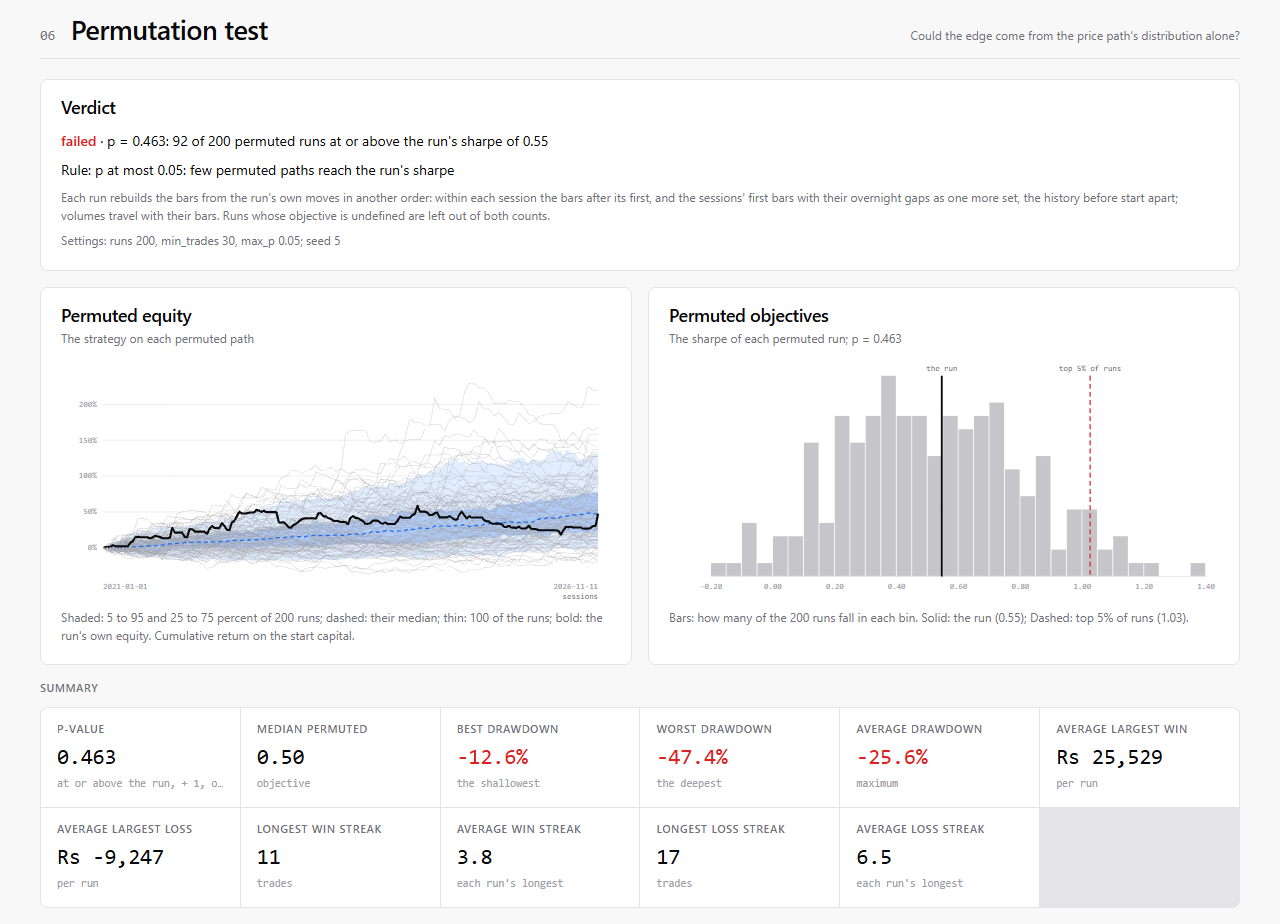 06 Permutation test
Could the edge come from the price path's distribution alone?
Verdict
failed · p = 0.463: 92 of 200 permuted runs at or above the run's sharpe of 0.55
Rule: p at most 0.05: few permuted paths reach the run's sharpe
Each run rebuilds the bars from the run's own moves in another order: within each session the bars after its first, and the sessions' first bars with their overnight gaps as one more set, the history before start apart;
volumes travel with their bars. Runs whose objective is undefined are left out of both counts.
Settings: runs 200, min_trades 30, max_p 0.05; seed 5
Permuted equity
The strategy on each permuted path
200%
150%
100%
50%
0%
2021-01-01
2026-11-11
sessions
Shaded: 5 to 95 and 25 to 75 percent of 200 runs; dashed: their median; thin: 100 of the runs; bold: the
run's own equity. Cumulative return on the start capital.
Permuted objectives
The sharpe of each permuted run; p = 0.463
the run
top 5% of runs
-0.20 0.00 0.20 0.40 0.60 0.80 1.00 1.20 1.40
Bars: how many of the 200 runs fall in each bin. Solid: the run (0.55); Dashed: top 5% of runs (1.03).
SUMMARY
P-VALUE
0.463
at or above the run, + 1, o…
MEDIAN PERMUTED
0.50
objective
BEST DRAWDOWN
-12.6%
the shallowest
WORST DRAWDOWN
-47.4%
the deepest
AVERAGE DRAWDOWN
-25.6%
maximum
AVERAGE LARGEST WIN
Rs 25,529
per run
AVERAGE LARGEST LOSS
Rs -9,247
per run
LONGEST WIN STREAK
11
trades
AVERAGE WIN STREAK
3.8
each run's longest
LONGEST LOSS STREAK
17
trades
AVERAGE LOSS STREAK
6.5
each run's longest